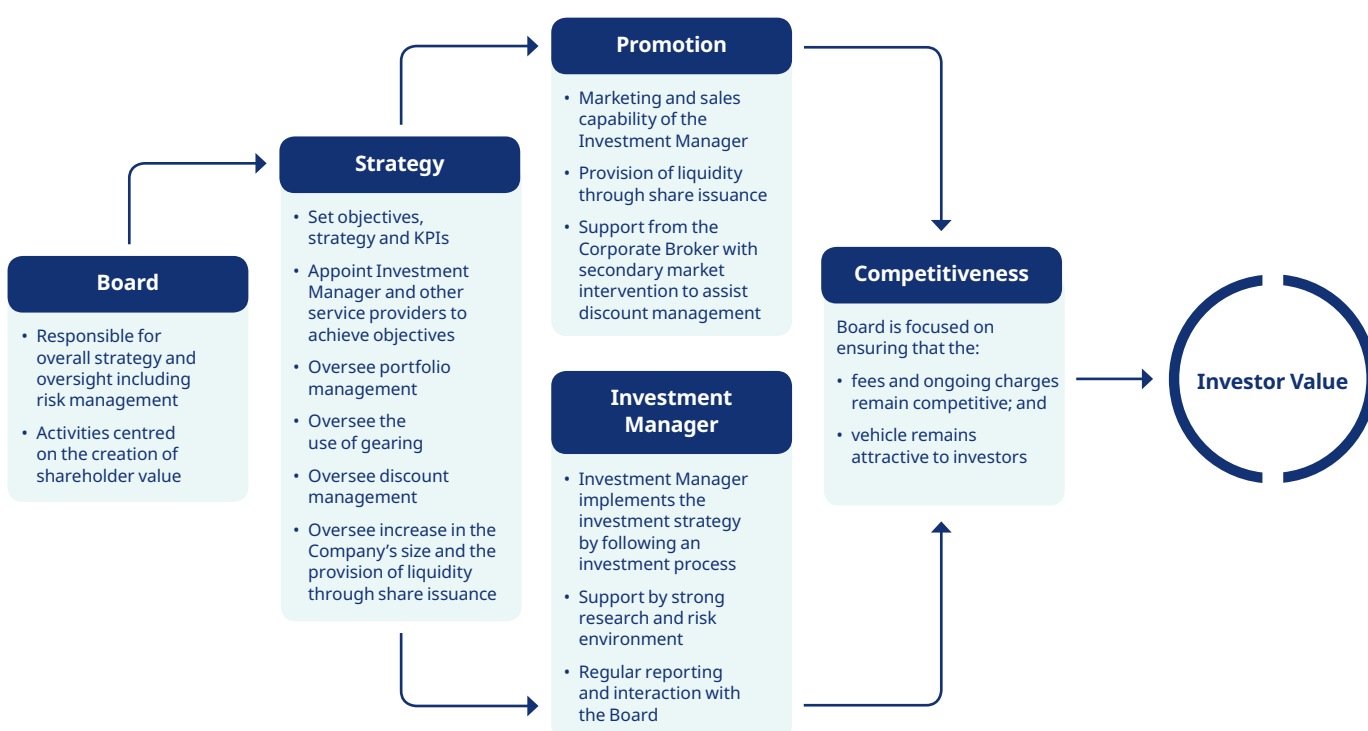 Board
• Responsible for
overall strategy and
oversight including
risk management
• Activities centred
on the creation of
shareholder value
Strategy
• Set objectives,
strategy and KPIs
• Appoint Investment
Manager and other
service providers to
achieve objectives
• Oversee portfolio
management
• Oversee the
use of gearing
• Oversee discount
management
• Oversee increase in the
Company’s size and the
provision of liquidity
through share issuance
Promotion
• Marketing and sales
capability of the
Investment Manager
• Provision of liquidity
through share issuance
• Support from the
Corporate Broker with
secondary market
intervention to assist
discount management
Investment
Manager
• Investment Manager
implements the
investment strategy
by following an
investment process
• Support by strong
research and risk
environment
• Regular reporting
and interaction with
the Board
Competitiveness
Board is focused on
ensuring that the:
• fees and ongoing charges
remain competitive; and
• vehicle remains
attractive to investors
Investor Value